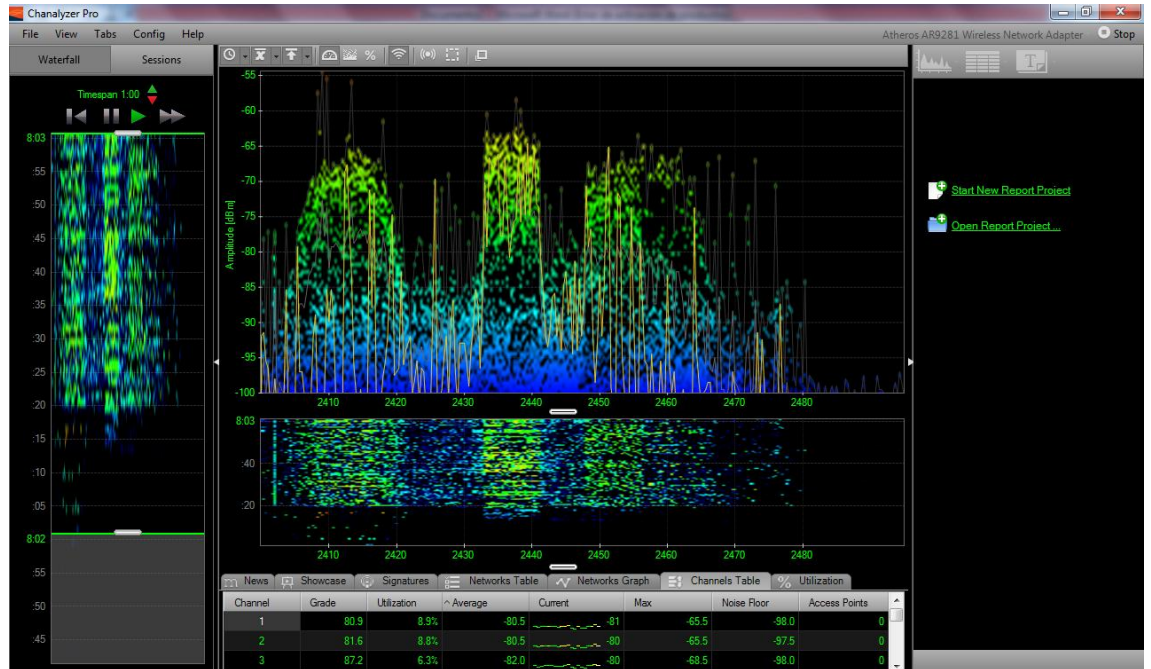 Chanalyzer Pro
File View Tabs Config Help
Atheros AR9281 Wireless Network Adapter Stop
Waterfall Sessions
Timespan 1:00
8:03
:55
:50
:45
:40
:35
:30
:25
:20
:15
:10
:05
8:02
:55
:50
:45
%
Amplitude [dBm]
-55
-60
-65
-70
-75
-80
-85
-90
-95
-100
2410 2420 2430 2440 2450 2460 2470 2480
8:03
:40
:20
2410 2420 2430 2440 2450 2460 2470 2480
News Showcase Signatures Networks Table Networks Graph Channels Table % Utilization
Channel Grade Utilization Average Current Max Noise Floor Access Points
1 80.9 8.9% -80.5 -81 -65.5 -98.0 0
2 81.6 8.8% -80.5 -80 -65.5 -97.5 0
3 87.2 6.3% -82.0 -80 -68.5 -98.0 0
T
Start New Report Project
Open Report Project ...